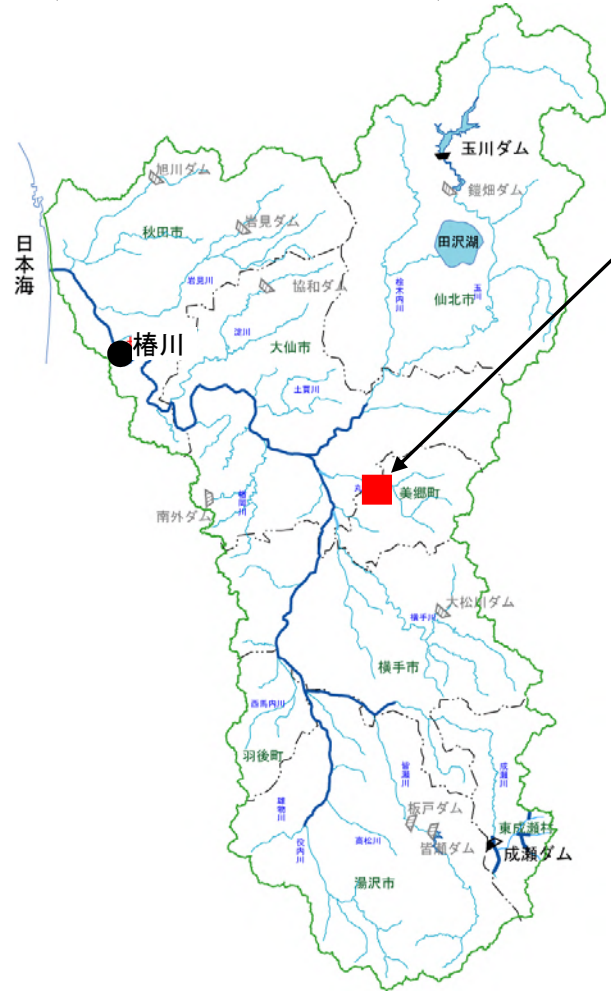 玉川ダム
旭川ダム
鎧畑ダム
岩見ダム
秋田市
田沢湖
日本海
岩見川
協和ダム
桧木内川
玉川
仙北市
淀川
椿川
大仙市
土買川
丸
美郷町
楢岡川
南外ダム
大松川ダム
横手川
横手市
西馬内川
羽後町
皆瀬川
成瀬川
雄物川
役内川
板戸ダム
東成瀬村
高松川
皆瀬ダム
成瀬ダム
湯沢市